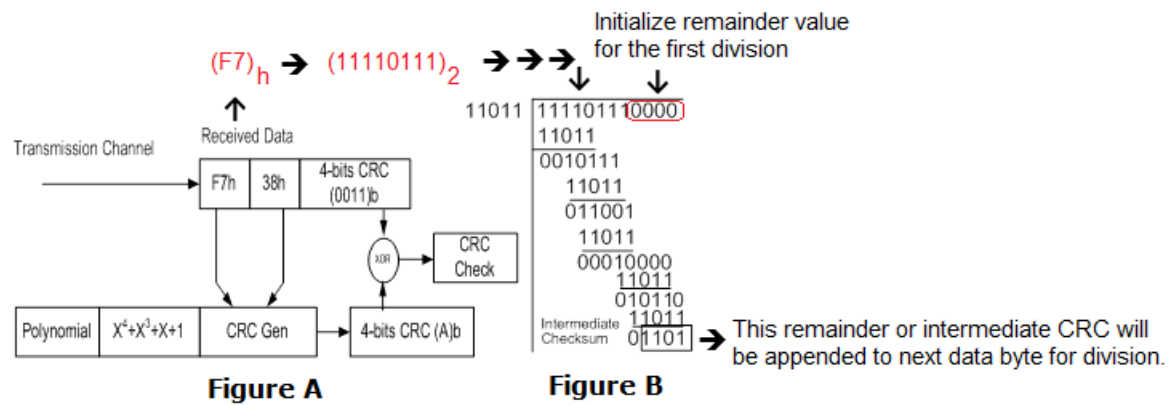 Initialize remainder value
for the first division
(F7)h ➔ (11110111)2 ➔➔➔
Received Data
Transmission Channel
F7h
38h
4-bits CRC
(0011)b
XOR
CRC
Check
Polynomial
X⁴+X³+X+1
CRC Gen
4-bits CRC (A)b
Figure A
11011
111101110000
11011
0010111
11011
011001
11011
00010000
11011
010110
11011
Intermediate
Checksum
01101
This remainder or intermediate CRC will
be appended to next data byte for division.
Figure B